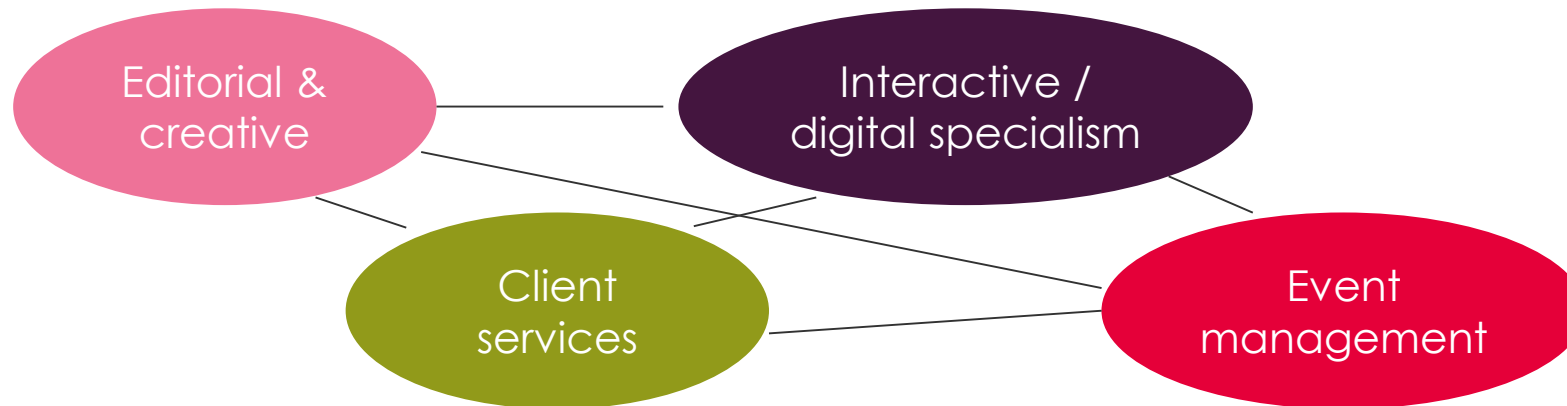 Editorial &
creative
Interactive /
digital specialism
Client
services
Event
management